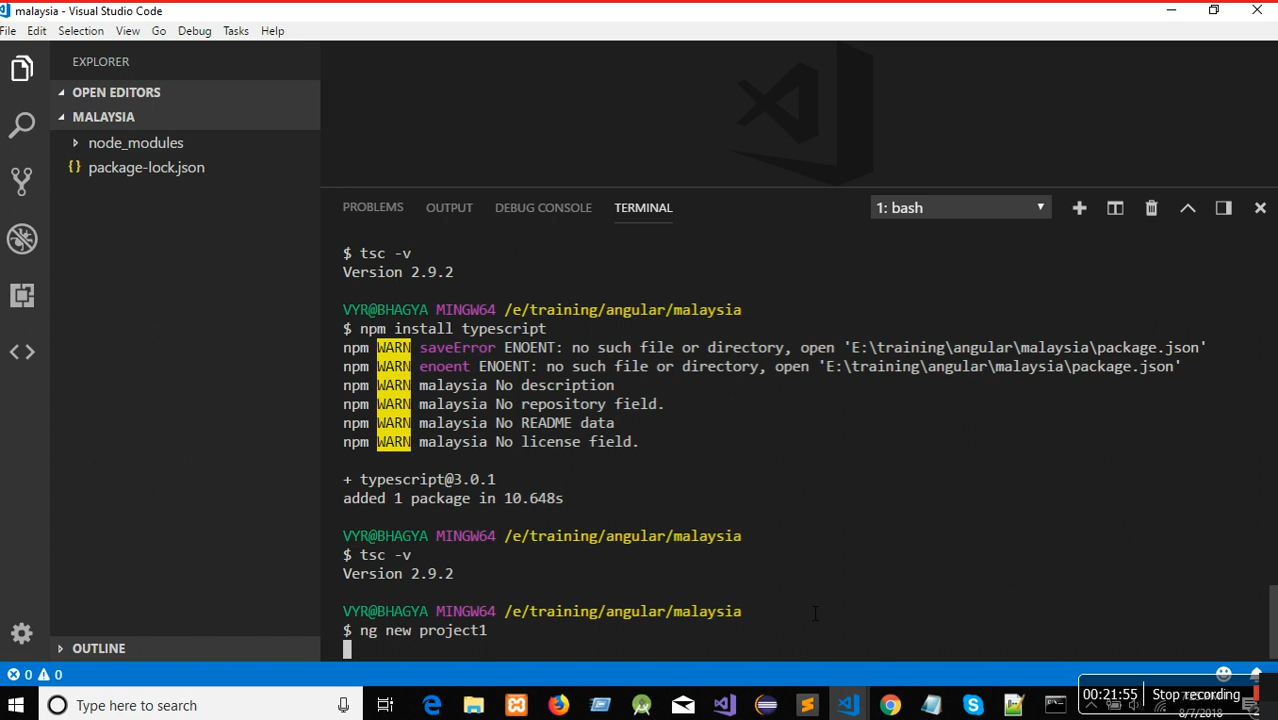 malaysia - Visual Studio Code
File Edit Selection View Go Debug Tasks Help
EXPLORER
OPEN EDITORS
MALAYSIA
node_modules
{} package-lock.json
OUTLINE
PROBLEMS OUTPUT DEBUG CONSOLE TERMINAL
1: bash
$ tsc -v
Version 2.9.2
VYR@BHAGYA MINGW64 /e/training/angular/malaysia
$ npm install typescript
npm WARN saveError ENOENT: no such file or directory, open 'E:\training\angular\malaysia\package.json'
npm WARN enoent ENOENT: no such file or directory, open 'E:\training\angular\malaysia\package.json'
npm WARN malaysia No description
npm WARN malaysia No repository field.
npm WARN malaysia No README data
npm WARN malaysia No license field.
+ typescript@3.0.1
added 1 package in 10.648s
VYR@BHAGYA MINGW64 /e/training/angular/malaysia
$ tsc -v
Version 2.9.2
VYR@BHAGYA MINGW64 /e/training/angular/malaysia
$ ng new project1
0 0
Type here to search
00:21:55 Stop recording
8/7/2018